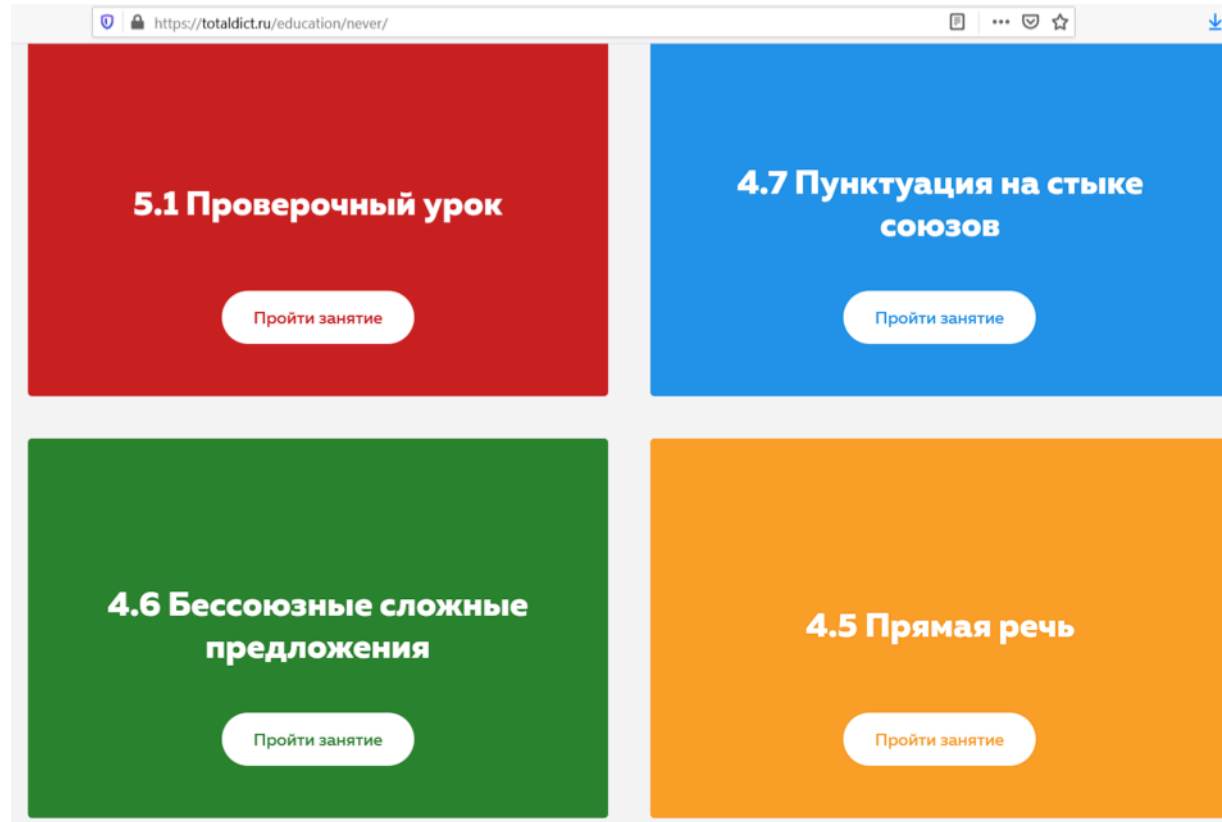 https://totaldict.ru/education/never/
5.1 Проверочный урок
Пройти занятие
4.7 Пунктуация на стыке
союзов
Пройти занятие
4.6 Бессоюзные сложные
предложения
Пройти занятие
4.5 Прямая речь
Пройти занятие